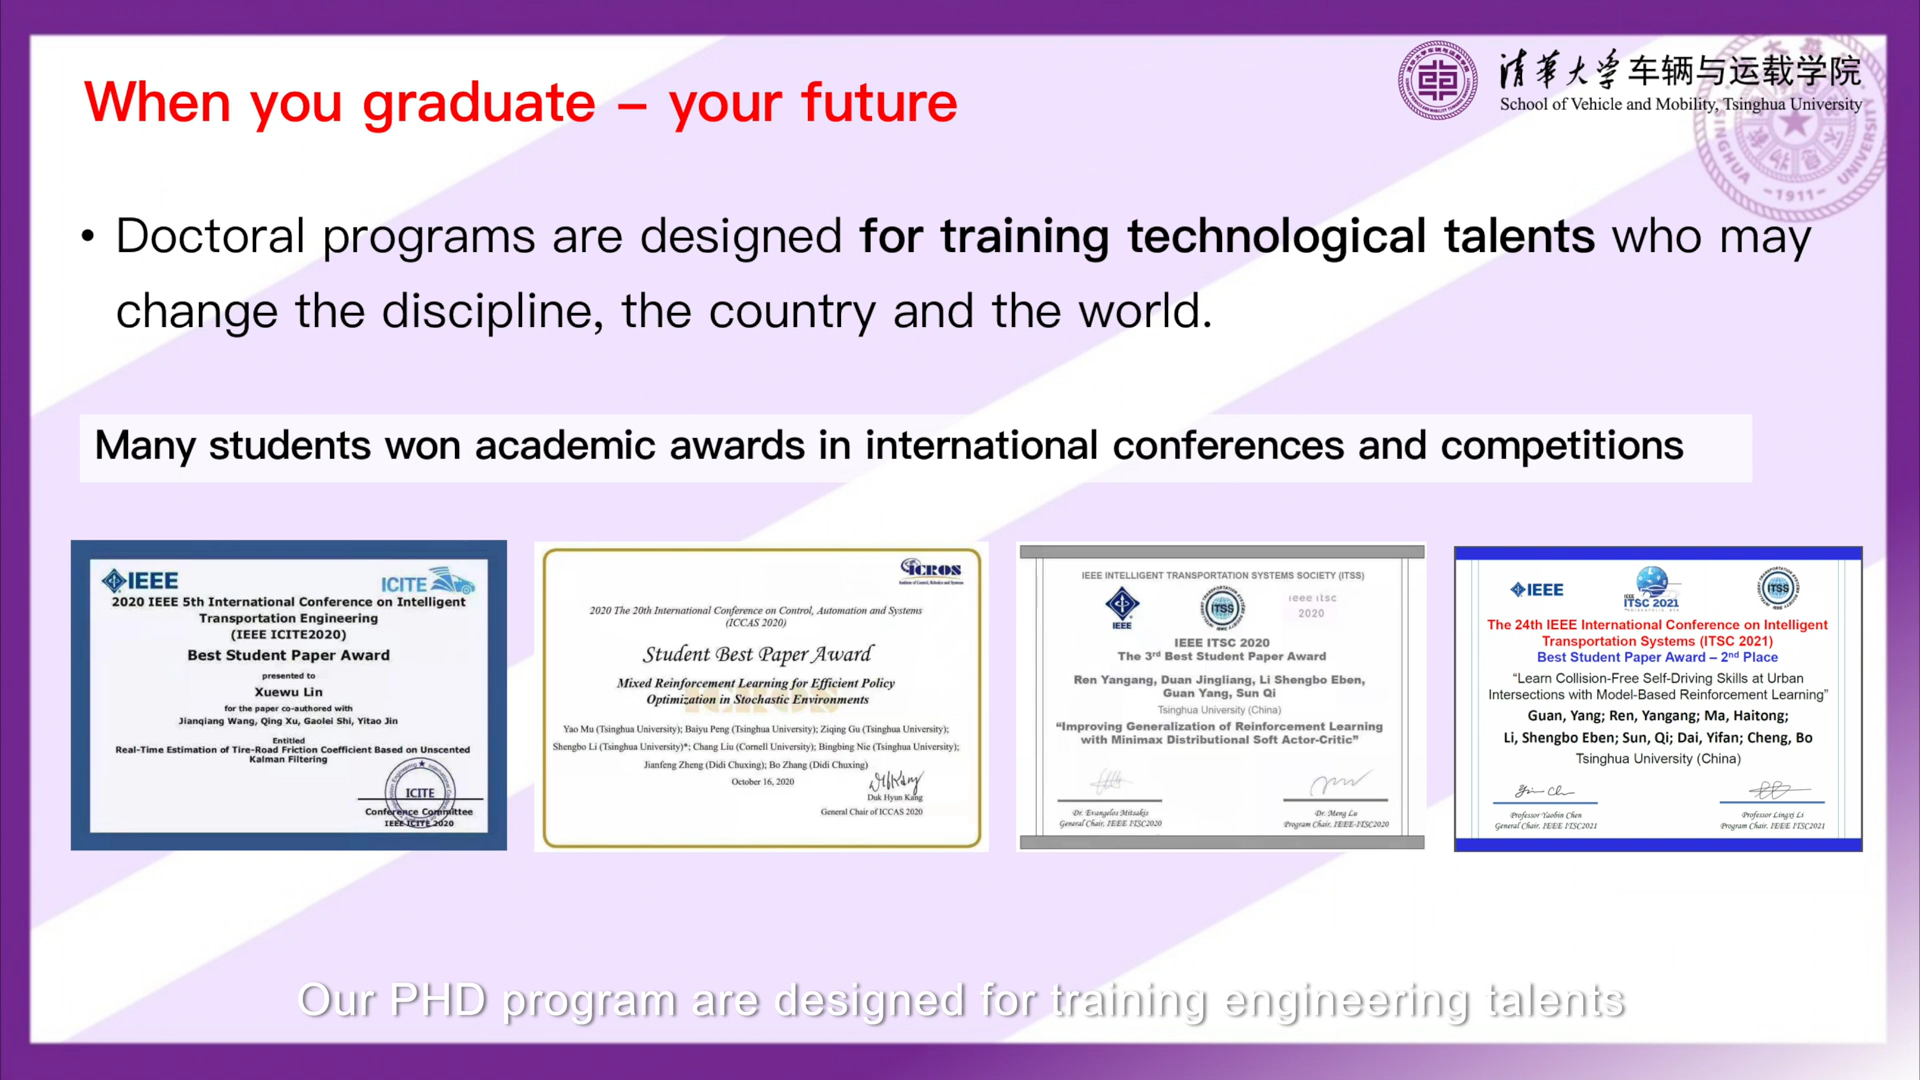 When you graduate – your future
清华大学车辆与运载学院
School of Vehicle and Mobility, Tsinghua University
TSINGHUA UNIVERSITY
-1911-
• Doctoral programs are designed for training technological talents who may
change the discipline, the country and the world.
Many students won academic awards in international conferences and competitions
IEEE
ICITE
2020 IEEE 5th International Conference on Intelligent
Transportation Engineering
(IEEE ICITE2020)
Best Student Paper Award
presented to
Xuewu Lin
for the paper co-authored with
Jianqiang Wang, Qing Xu, Gaolei Shi, Yitao Jin
Entitled
Real-Time Estimation of Tire-Road Friction Coefficient Based on Unscented
Kalman Filtering
ICITE
Conference Committee
IEEE ICITE 2020
ICROS
Institute of Control, Robotics and Systems
2020 The 20th International Conference on Control, Automation and Systems
(ICCAS 2020)
Student Best Paper Award
Mixed Reinforcement Learning for Efficient Policy
Optimization in Stochastic Environments
Yao Mu (Tsinghua University); Baiyu Peng (Tsinghua University); Ziqing Gu (Tsinghua University);
Shengbo Li (Tsinghua University)*; Chang Liu (Cornell University); Bingbing Nie (Tsinghua University);
Jianfeng Zheng (Didi Chuxing); Bo Zhang (Didi Chuxing)
October 16, 2020
Duk Hyun Kang
General Chair of ICCAS 2020
IEEE INTELLIGENT TRANSPORTATION SYSTEMS SOCIETY (ITSS)
IEEE
ITSS
ieee itsc
2020
IEEE ITSC 2020
The 3rd Best Student Paper Award
Ren Yangang, Duan Jingliang, Li Shengbo Eben,
Guan Yang, Sun Qi
Tsinghua University (China)
“Improving Generalization of Reinforcement Learning
with Minimax Distributional Soft Actor-Critic”
Dr. Evangelos Mitsakis
General Chair, IEEE ITSC2020
Dr. Meng Lu
Program Chair, IEEE-ITSC2020
IEEE
IEEE
ITSC 2021
ITSS
The 24th IEEE International Conference on Intelligent
Transportation Systems (ITSC 2021)
Best Student Paper Award – 2nd Place
“Learn Collision-Free Self-Driving Skills at Urban
Intersections with Model-Based Reinforcement Learning”
Guan, Yang; Ren, Yangang; Ma, Haitong;
Li, Shengbo Eben; Sun, Qi; Dai, Yifan; Cheng, Bo
Tsinghua University (China)
Professor Yaobin Chen
General Chair, IEEE ITSC2021
Professor Lingxi Li
Program Chair, IEEE ITSC2021
Our PHD program are designed for training engineering talents